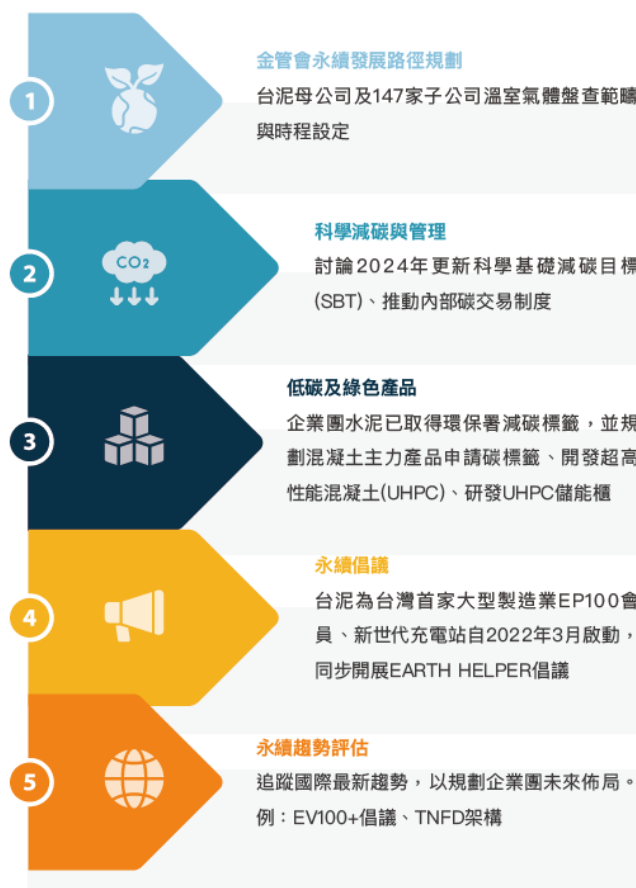 1
金管會永續發展路徑規劃
台泥母公司及147家子公司溫室氣體盤查範疇
與時程設定
2
CO2
科學減碳與管理
討論2024年更新科學基礎減碳目標
(SBT)、推動內部碳交易制度
3
低碳及綠色產品
企業團水泥已取得環保署減碳標籤，並規
劃混凝土主力產品申請碳標籤、開發超高
性能混凝土(UHPC)、研發UHPC儲能櫃
4
永續倡議
台泥為台灣首家大型製造業EP100會
員、新世代充電站自2022年3月啟動，
同步開展EARTH HELPER倡議
5
永續趨勢評估
追蹤國際最新趨勢，以規劃企業團未來佈局。
例：EV100+倡議、TNFD架構